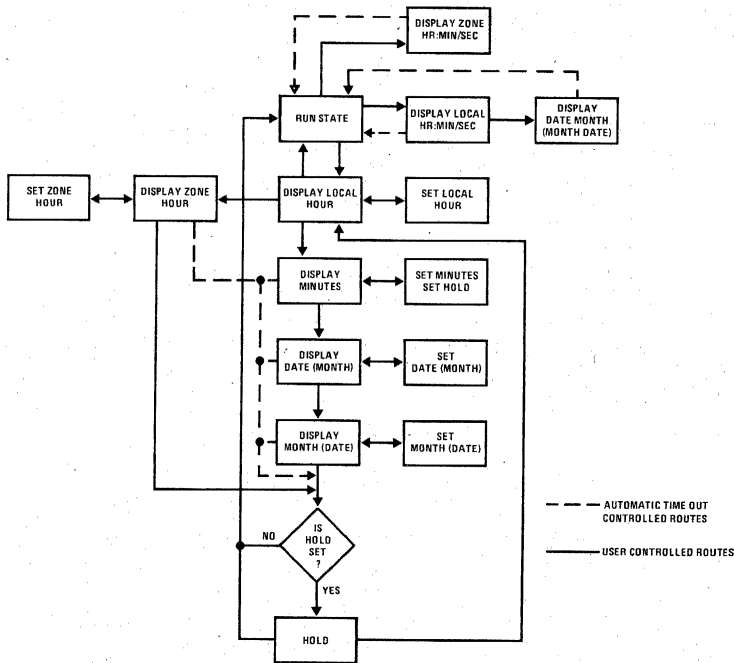 DISPLAY ZONE
HR:MIN/SEC
RUN STATE
DISPLAY LOCAL
HR:MIN/SEC
DISPLAY
DATE MONTH
(MONTH DATE)
SET ZONE
HOUR
DISPLAY ZONE
HOUR
DISPLAY LOCAL
HOUR
SET LOCAL
HOUR
DISPLAY
MINUTES
SET MINUTES
SET HOLD
DISPLAY
DATE (MONTH)
SET
DATE (MONTH)
DISPLAY
MONTH (DATE)
SET
MONTH (DATE)
AUTOMATIC TIME OUT
CONTROLLED ROUTES
USER CONTROLLED ROUTES
NO
IS
HOLD
SET
?
YES
HOLD